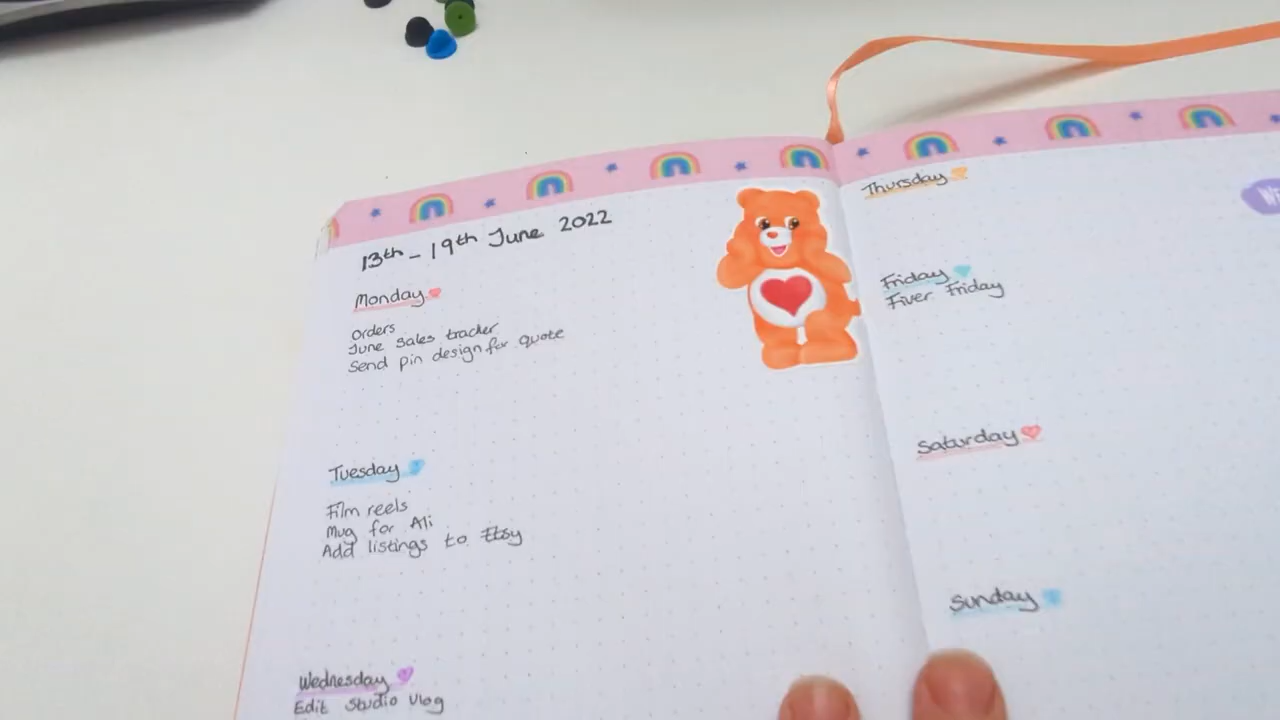 13th - 19th June 2022
Monday
Orders
June Sales tracker
Send pin design for quote
Tuesday
Film reels
Mug for Ali
Add listings to Etsy
Wednesday
Edit Studio Vlog
Thursday
Friday
Fiver Friday
Saturday
Sunday